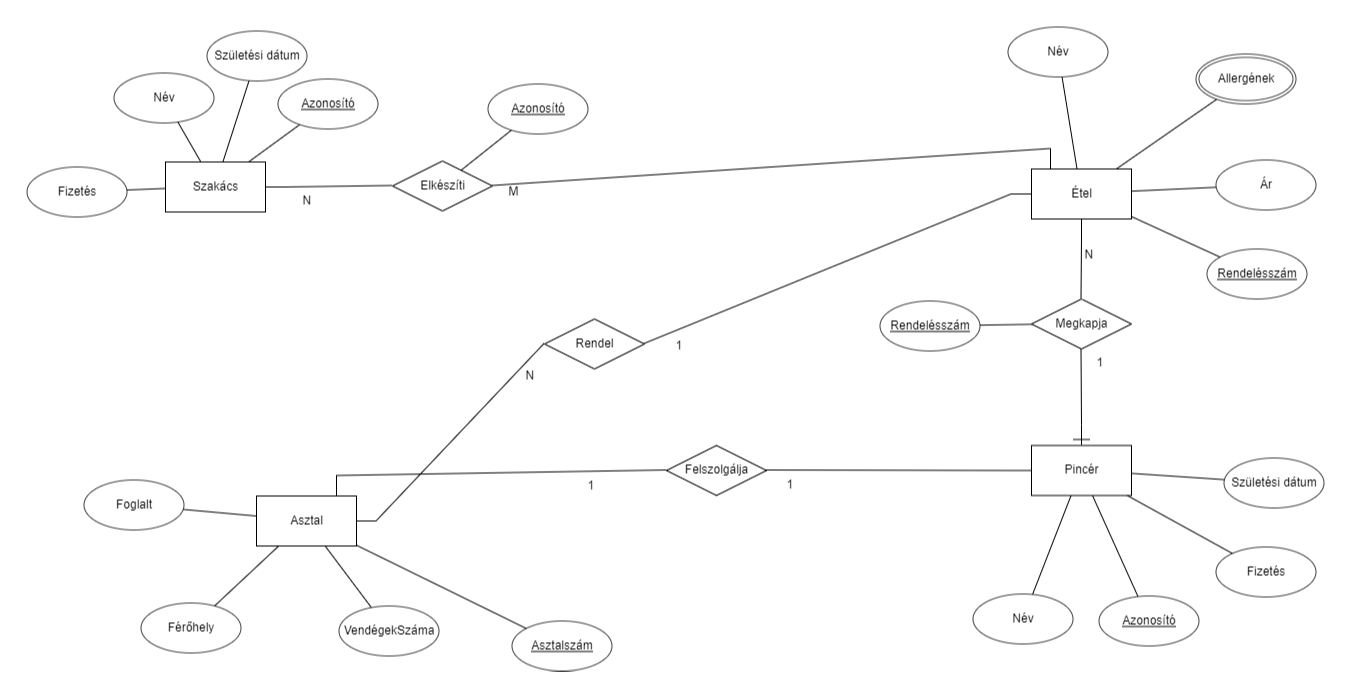 Születési dátum
Név
Azonosító
Fizetés
Szakács
N
Elkészíti
Azonosító
M
Név
Allergének
Ár
Étel
Rendelésszám
N
Rendelésszám
Megkapja
1
Rendel
1
N
Felszolgálja
1
1
Pincér
Születési dátum
Fizetés
Név
Azonosító
Foglalt
Asztal
Férőhely
VendégekSzáma
Asztalszám